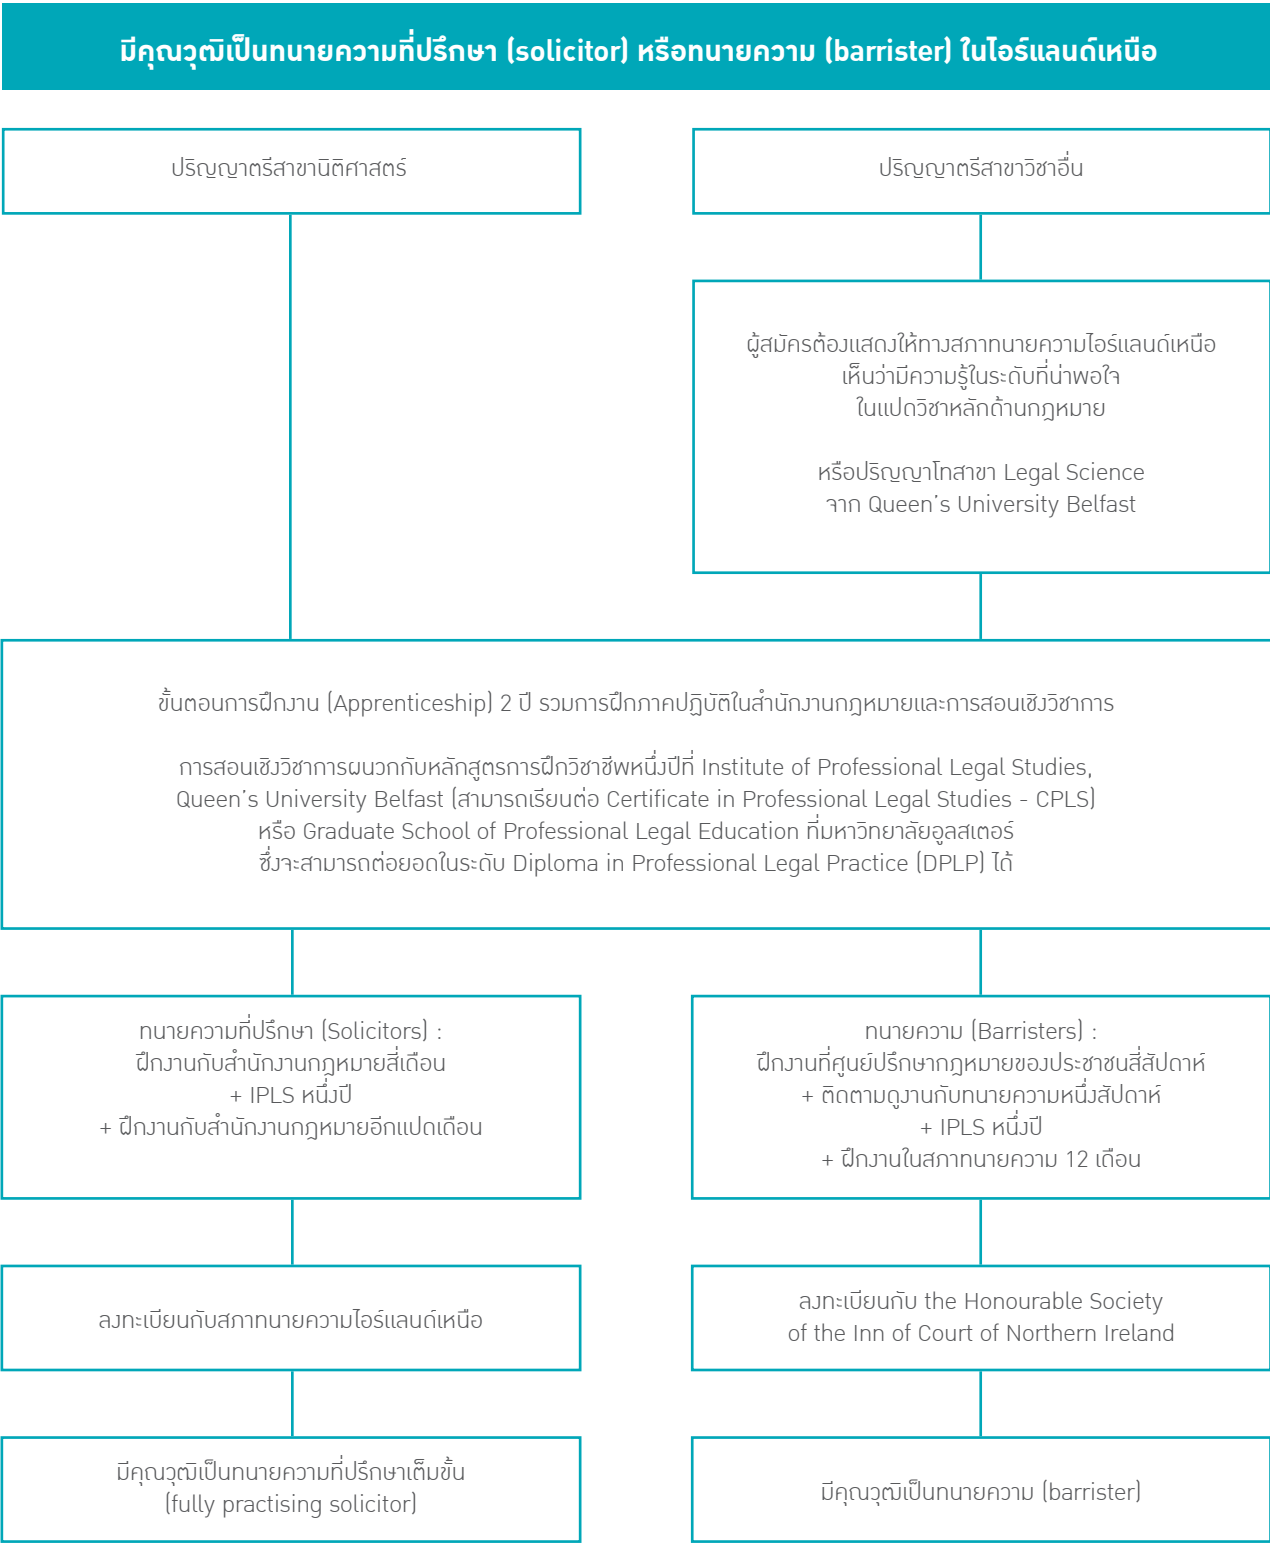 มีคุณวุฒิเป็นทนายความที่ปรึกษา (solicitor) หรือทนายความ (barrister) ในไอร์แลนด์เหนือ
ปริญญาตรีสาขานิติศาสตร์
ปริญญาตรีสาขาวิชาอื่น
ผู้สมัครต้องแสดงให้ทางสภาทนายความไอร์แลนด์เหนือ
เห็นว่ามีความรู้ในระดับที่น่าพอใจ
ในแปดวิชาหลักด้านกฎหมาย
หรือปริญญาโทสาขา Legal Science
จาก Queen's University Belfast
ขั้นตอนการฝึกงาน (Apprenticeship) 2 ปี รวมการฝึกภาคปฏิบัติในสำนักงานกฎหมายและการสอนเชิงวิชาการ
การสอนเชิงวิชาการผนวกกับหลักสูตรการฝึกวิชาชีพหนึ่งปีที่ Institute of Professional Legal Studies,
Queen's University Belfast (สามารถเรียนต่อ Certificate in Professional Legal Studies - CPLS)
หรือ Graduate School of Professional Legal Education ที่มหาวิทยาลัยอูลสเตอร์
ซึ่งจะสามารถต่อยอดในระดับ Diploma in Professional Legal Practice (DPLP) ได้
ทนายความที่ปรึกษา (Solicitors) :
ฝึกงานกับสำนักงานกฎหมายสี่เดือน
+ IPLS หนึ่งปี
+ ฝึกงานกับสำนักงานกฎหมายอีกแปดเดือน
ทนายความ (Barristers) :
ฝึกงานที่ศูนย์ปรึกษากฎหมายของประชาชนสี่สัปดาห์
+ ติดตามดูงานกับทนายความหนึ่งสัปดาห์
+ IPLS หนึ่งปี
+ ฝึกงานในสภาทนายความ 12 เดือน
ลงทะเบียนกับสภาทนายความไอร์แลนด์เหนือ
ลงทะเบียนกับ the Honourable Society
of the Inn of Court of Northern Ireland
มีคุณวุฒิเป็นทนายความที่ปรึกษาเต็มขั้น
(fully practising solicitor)
มีคุณวุฒิเป็นทนายความ (barrister)